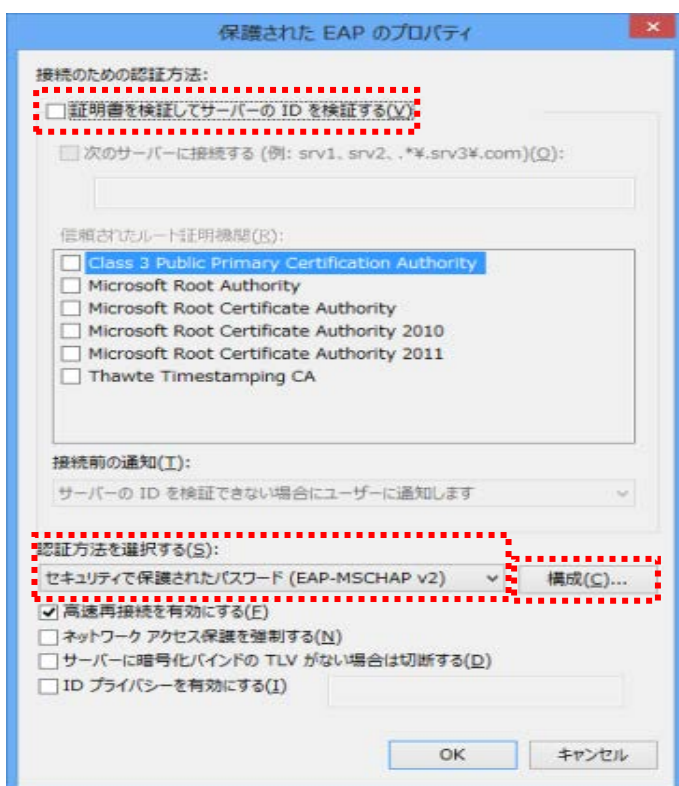 保護された EAP のプロパティ
接続のための認証方法:
証明書を検証してサーバーの ID を検証する(V)
次のサーバーに接続する (例: srv1、srv2、.*¥.srv3¥.com)(O):
信頼されたルート証明機関(R):
Class 3 Public Primary Certification Authority
Microsoft Root Authority
Microsoft Root Certificate Authority
Microsoft Root Certificate Authority 2010
Microsoft Root Certificate Authority 2011
Thawte Timestamping CA
接続前の通知(T):
サーバーの ID を検証できない場合にユーザーに通知します
認証方法を選択する(S):
セキュリティで保護されたパスワード (EAP-MSCHAP v2)
構成(C)...
高速再接続を有効にする(F)
ネットワーク アクセス保護を強制する(N)
サーバーに暗号化バインドの TLV がない場合は切断する(D)
ID プライバシーを有効にする(I)
OK
キャンセル